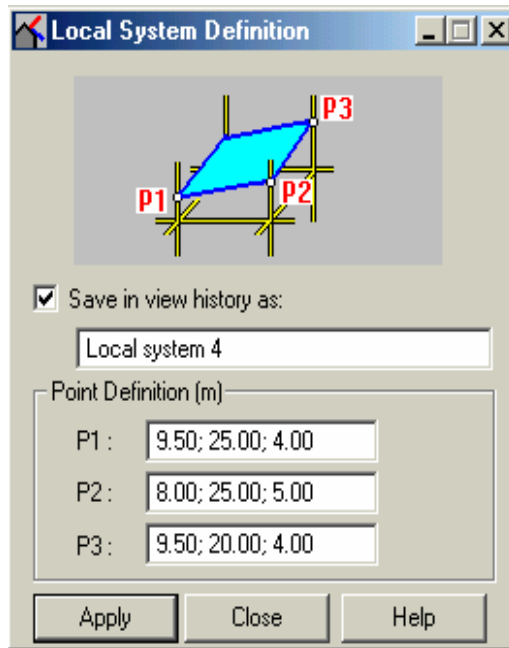 Local System Definition
P3
P1
P2
Save in view history as:
Local system 4
Point Definition (m)
P1 : 9.50; 25.00; 4.00
P2 : 8.00; 25.00; 5.00
P3 : 9.50; 20.00; 4.00
Apply Close Help